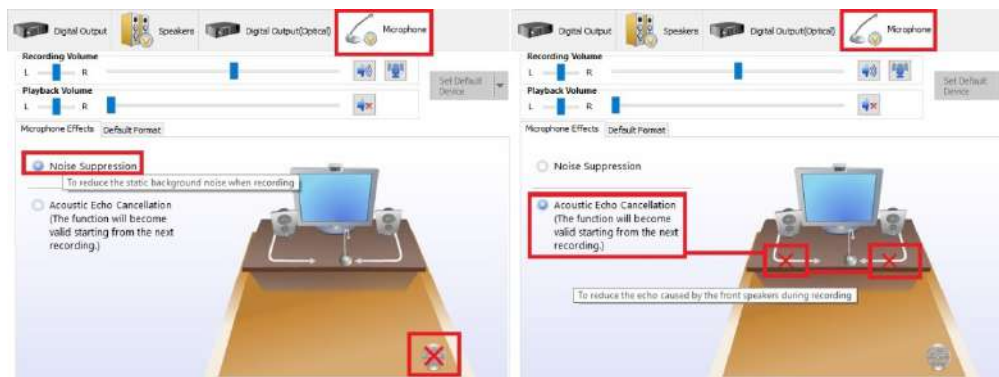 Digital Output
Speakers
Digital Output(Optical)
Microphone
Recording Volume
L
R
Playback Volume
L
R
Set Default
Device
Microphone Effects
Default Format
Noise Suppression
To reduce the static background noise when recording
Acoustic Echo Cancellation
(The function will become
valid starting from the next
recording.)
Digital Output
Speakers
Digital Output(Optical)
Microphone
Recording Volume
L
R
Playback Volume
L
R
Set Default
Device
Microphone Effects
Default Format
Noise Suppression
Acoustic Echo Cancellation
(The function will become
valid starting from the next
recording.)
To reduce the echo caused by the front speakers during recording